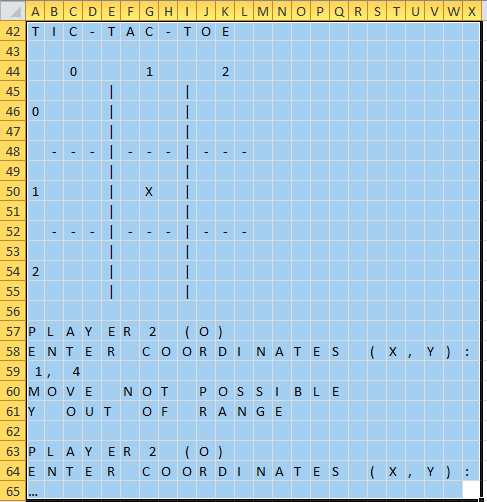 A B C D E F G H I J K L M N O P Q R S T U V W X
42 T I C - T A C - T O E
43
44 0 1 2
45 | |
46 0 | |
47 | |
48 - - - | - - - | - - -
49 | |
50 1 | X |
51 | |
52 - - - | - - - | - - -
53 | |
54 2 | |
55 | |
56
57 P L A Y E R 2 ( O )
58 E N T E R C O O R D I N A T E S ( X , Y ) :
59 1 , 4
60 M O V E N O T P O S S I B L E
61 Y O U T O F R A N G E
62
63 P L A Y E R 2 ( O )
64 E N T E R C O O R D I N A T E S ( X , Y ) :
65 ...